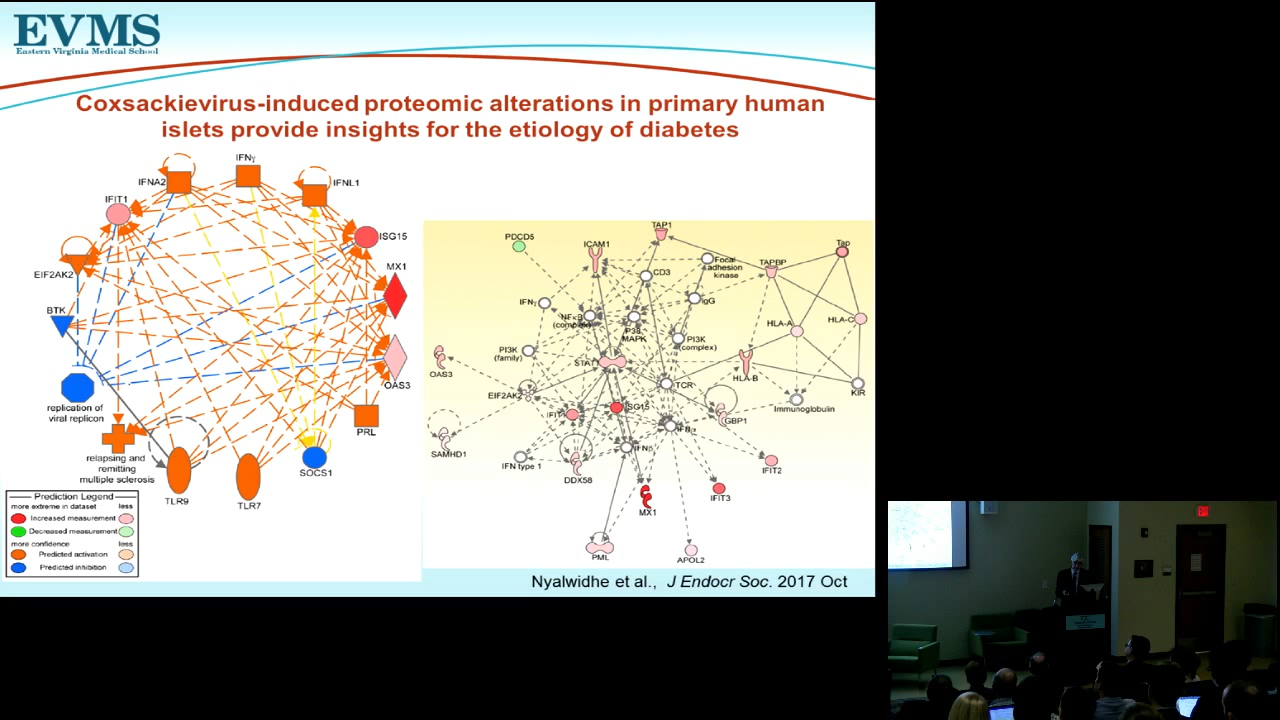 EVMS
Eastern Virginia Medical School
Coxsackievirus-induced proteomic alterations in primary human
islets provide insights for the etiology of diabetes
IFNγ
IFNA2
IFNL1
IFIT1
ISG15
EIF2AK2
MX1
BTK
OAS3
replication of
viral replicon
PRL
relapsing and
remitting
multiple sclerosis
SOCS1
TLR9
TLR7
Prediction Legend
more extreme in dataset less
Increased measurement
Decreased measurement
more confidence less
Predicted activation
Predicted inhibition
TAP1
PDCD5
ICAM1
Tap
CD3
Focal
adhesion
kinase
TAPBP
IFNγ
IgG
NFκB
(complex)
P38
MAPK
HLA-A
HLA-C
PI3K
(family)
PI3K
(complex)
STAT1
OAS3
HLA-B
TCR
KIR
EIF2AK2
Immunoglobulin
IFIT1
ISG15
GBP1
IFNα
SAMHD1
IFNβ
IFN type 1
DDX58
IFIT2
IFIT3
MX1
PML
APOL2
Nyalwidhe et al., J Endocr Soc. 2017 Oct